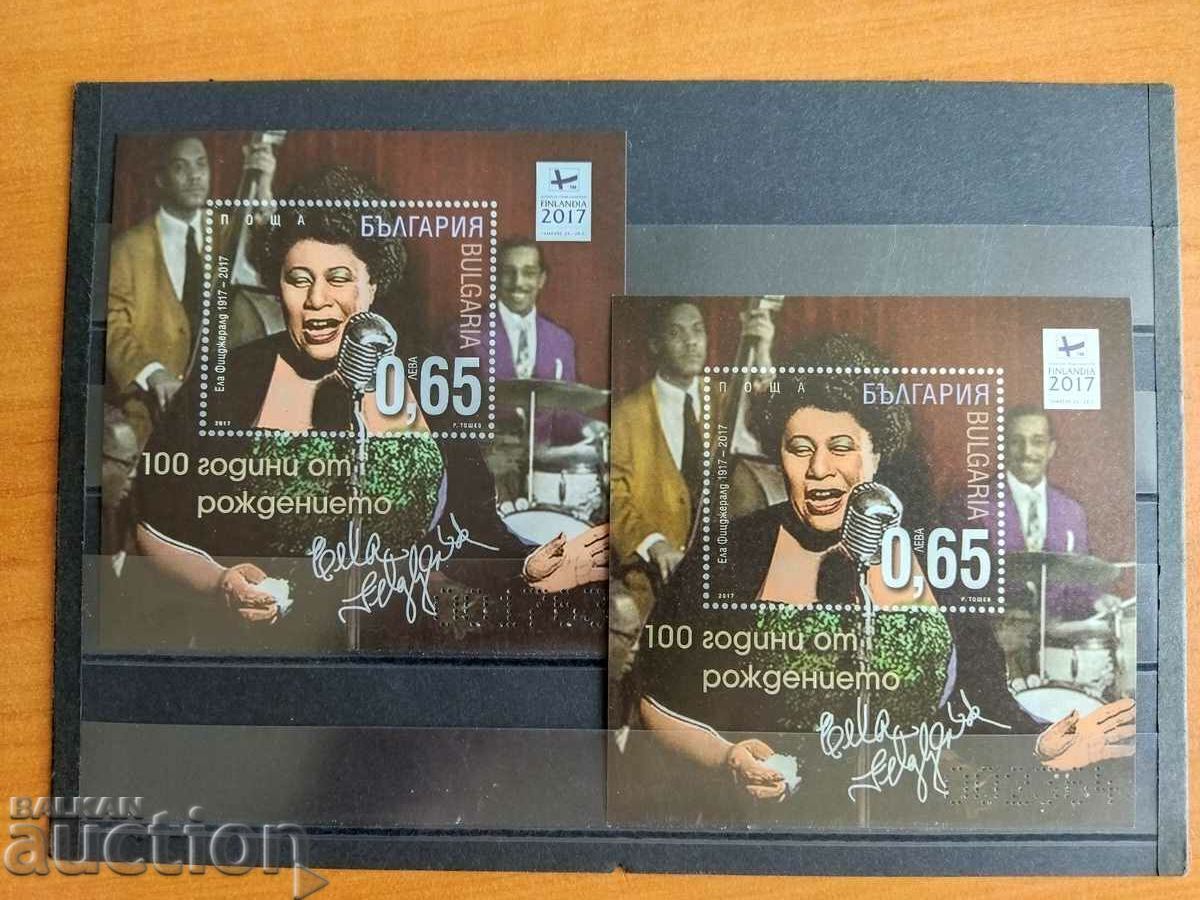 FINLANDIA
2017
ПОЩА
БЪЛГАРИЯ
BULGARIA
Ела Фицджералд 1917 – 2017
0,65
ЛЕВА
2017
Р. ТОШЕВ
100 години от
рождението
FINLANDIA
2017
ПОЩА
БЪЛГАРИЯ
BULGARIA
Ела Фицджералд 1917 – 2017
0,65
ЛЕВА
2017
Р. ТОШЕВ
100 години от
рождението
BALKAN
auction